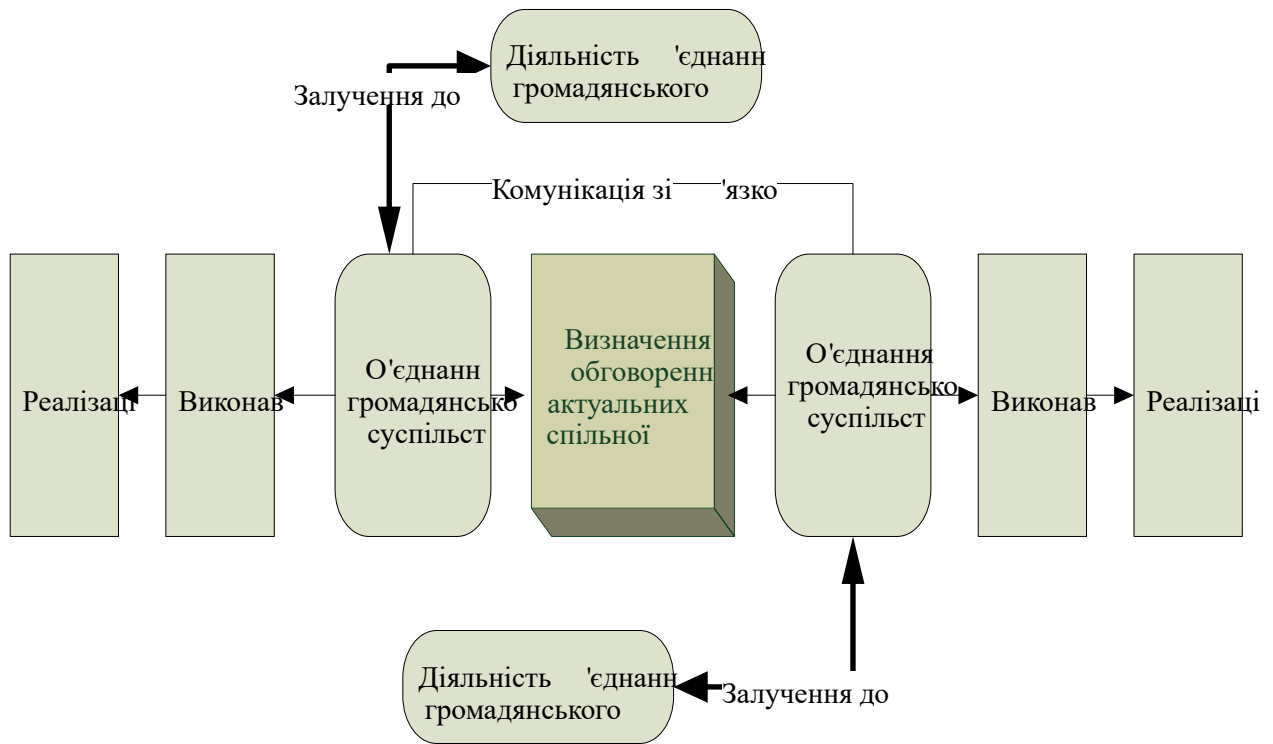 Діяльність 'єднанн
громадянського
Залучення до
Комунікація зі 'язко
Реалізаці
Виконав
О'єднанн
громадянсько
суспільст
Визначення
обговоренн
актуальних
спільної
О'єднання
громадянсько
суспільст
Виконав
Реалізаці
Діяльність 'єднанн
громадянського
Залучення до